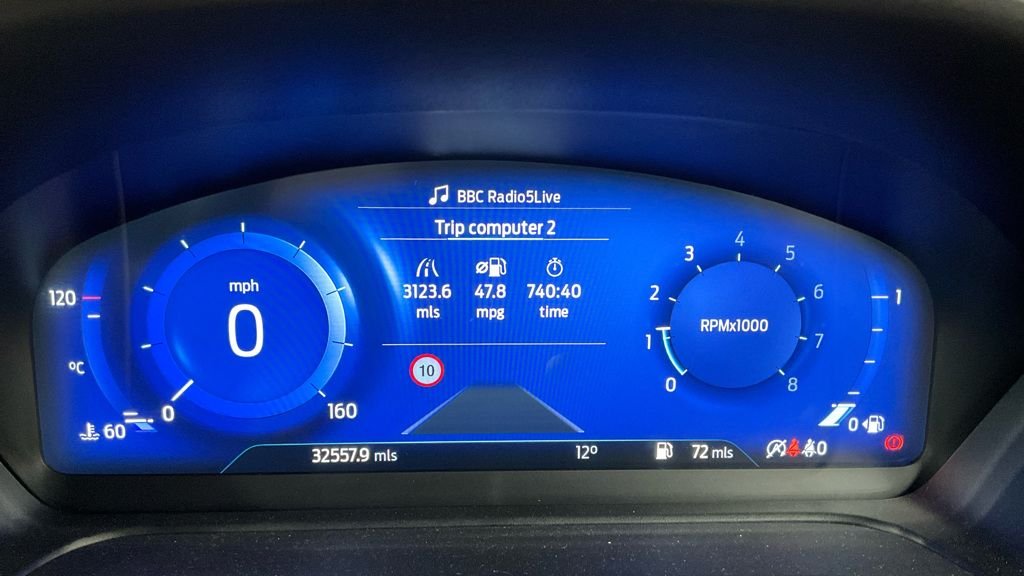 BBC Radio5Live
Trip computer 2
3123.6 47.8 740:40
mls mpg time
10
mph
0
0 160
120
ºC
60
RPMx1000
0 1 2 3 4 5 6 7 8
1
0
32557.9 mls 12º 72 mls
0